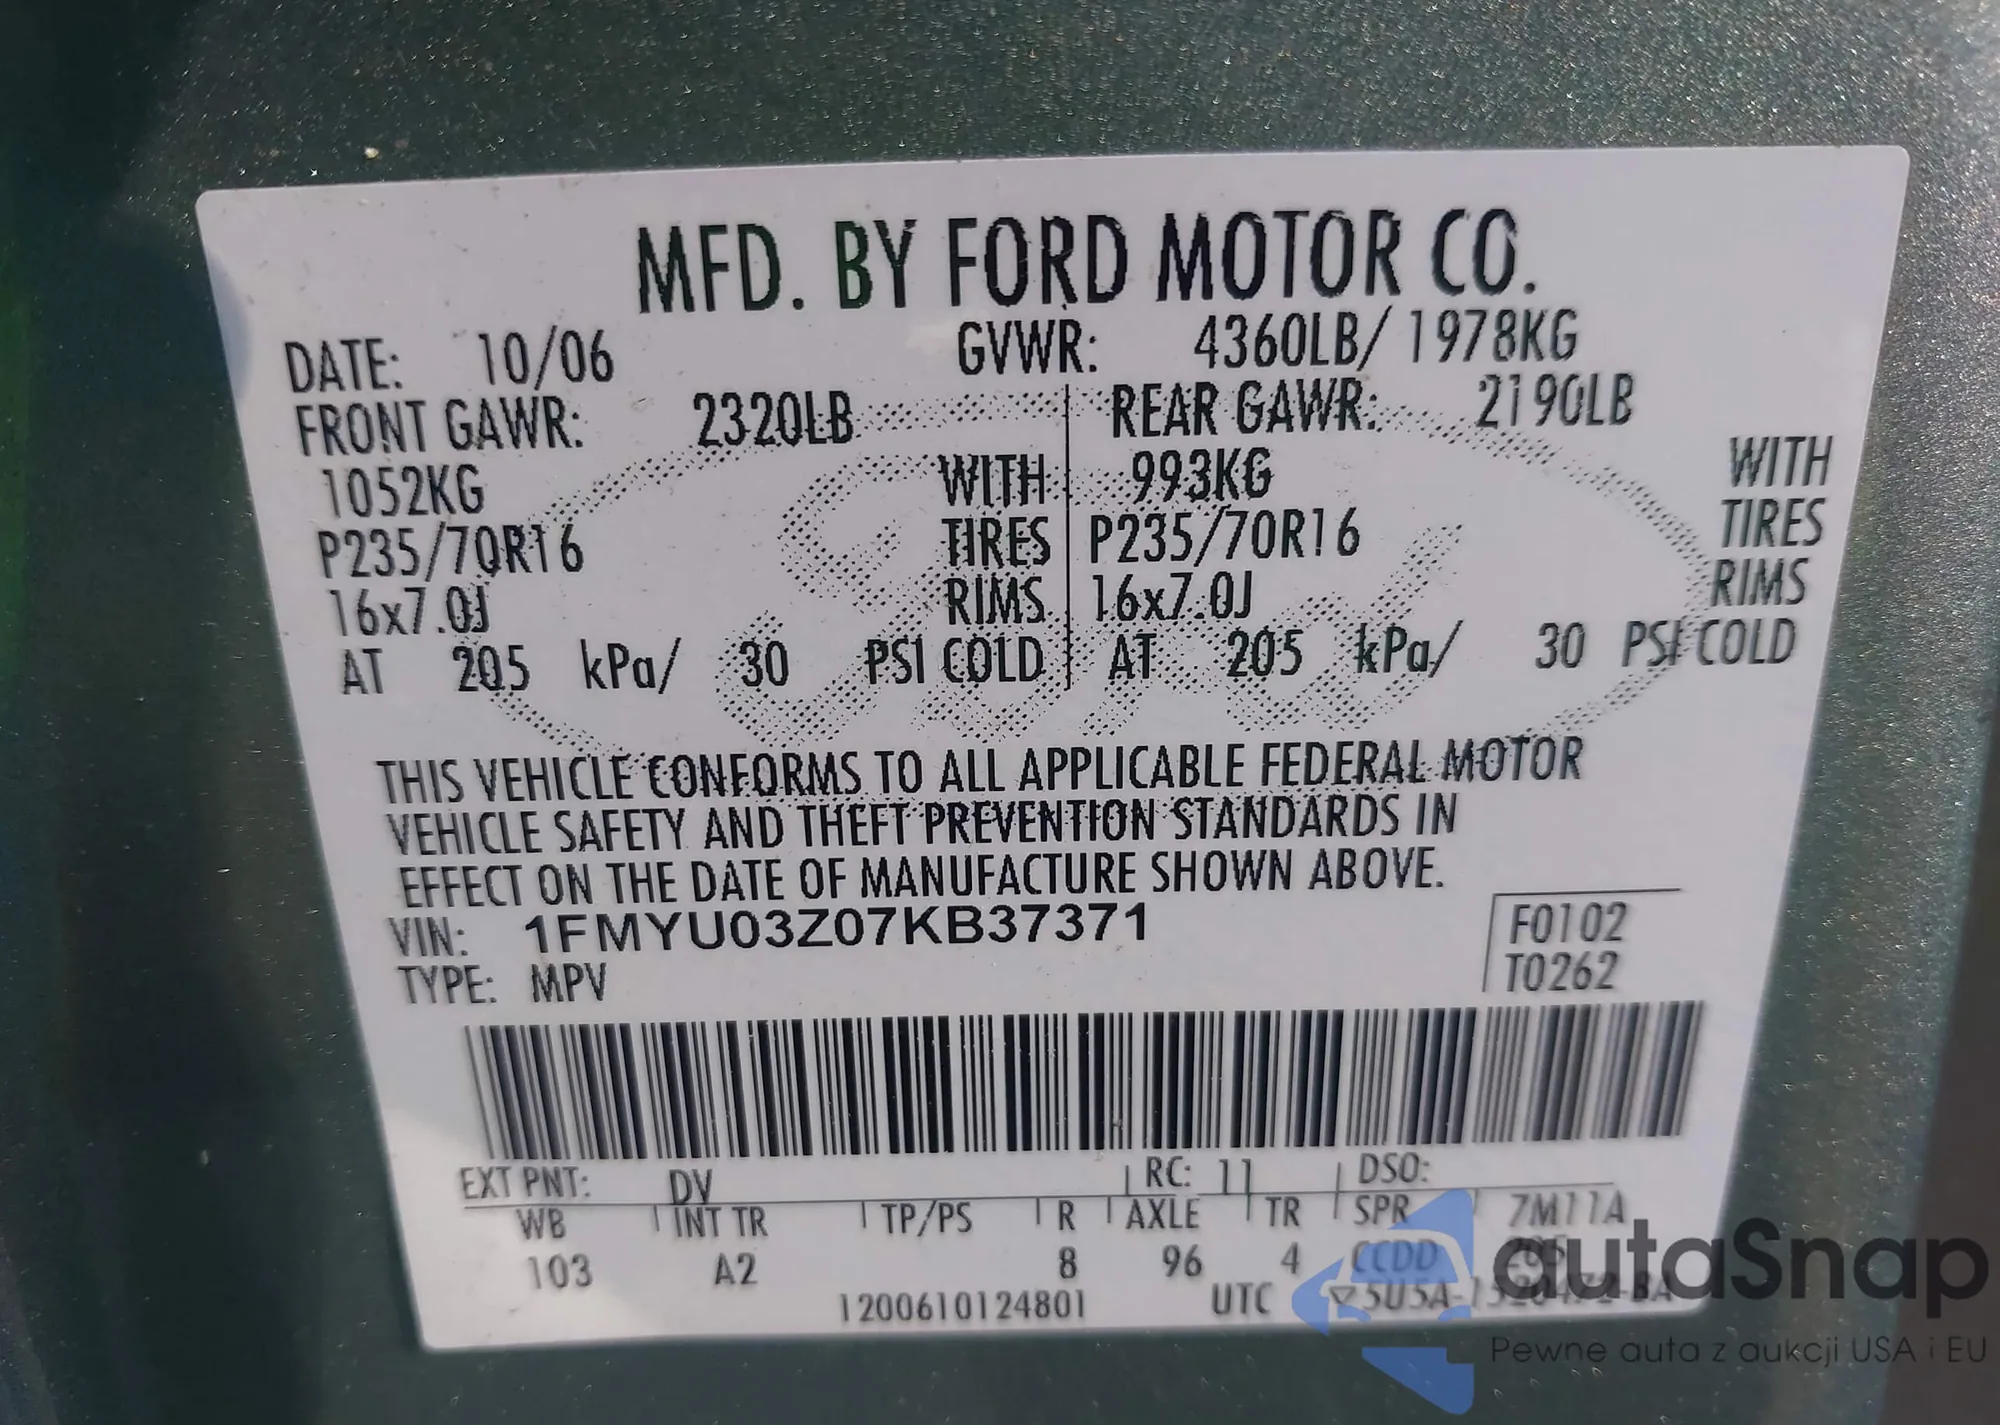 MFD. BY FORD MOTOR CO.
DATE: 10/06 GVWR: 4360LB/ 1978KG
FRONT GAWR: 2320LB REAR GAWR: 2190LB
1052KG WITH 993KG WITH
P235/70R16 TIRES P235/70R16 TIRES
16x7.0J RIMS 16x7.0J RIMS
AT 205 kPa/ 30 PSI COLD AT 205 kPa/ 30 PSI COLD
THIS VEHICLE CONFORMS TO ALL APPLICABLE FEDERAL MOTOR
VEHICLE SAFETY AND THEFT PREVENTION STANDARDS IN
EFFECT ON THE DATE OF MANUFACTURE SHOWN ABOVE.
VIN: 1FMYU03Z07KB37371 F0102
TYPE: MPV T0262
EXT PNT: DV RC: 11 DSO:
WB INT TR TP/PS R AXLE TR SPR 7M11A
103 A2 8 96 4 CCDD
1200610124801 UTC
autaSnap
Pewne auta z aukcji USA i EU